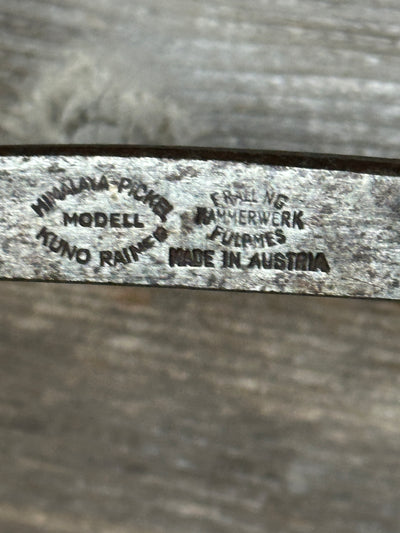 HIMALAYA-PICKEL
MODELL
KUNO RAINER
HAMMERWERK
FULPMES
MADE IN AUSTRIA